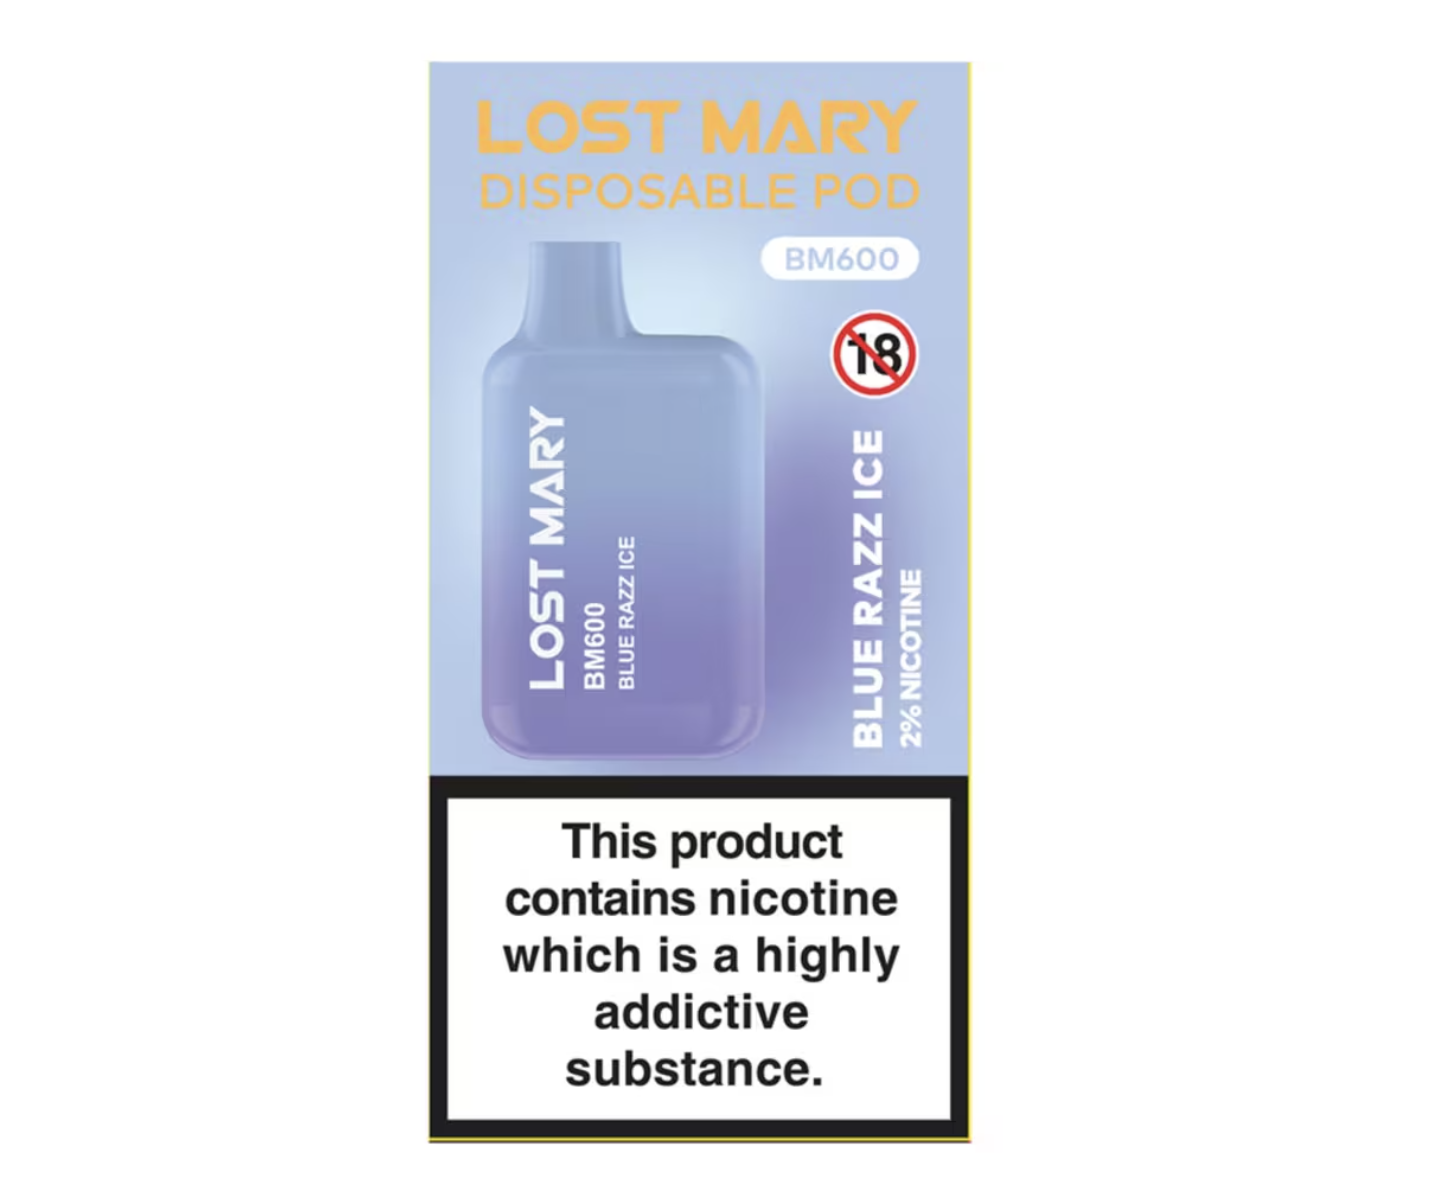 LOST MARY
DISPOSABLE POD
BM600
18
LOST MARY
BM600
BLUE RAZZ ICE
BLUE RAZZ ICE
2% NICOTINE
This product
contains nicotine
which is a highly
addictive
substance.